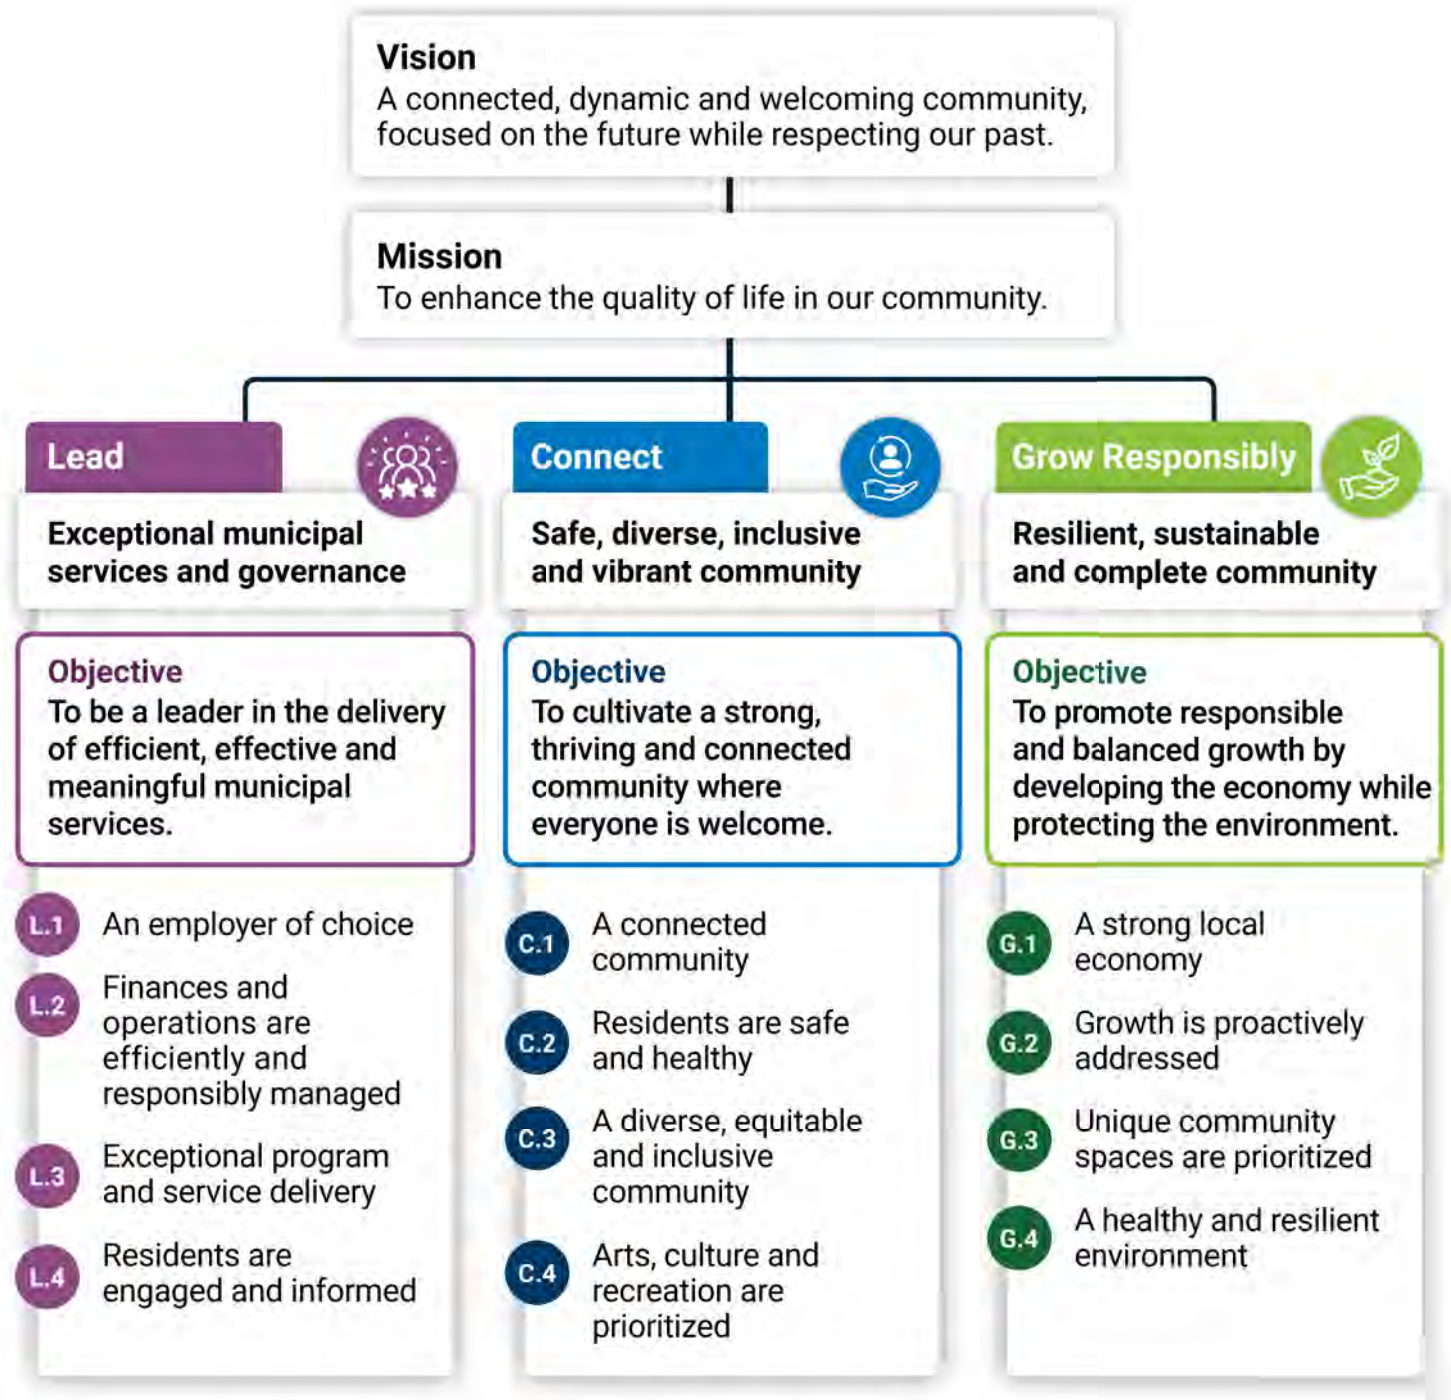 Vision
A connected, dynamic and welcoming community,
focused on the future while respecting our past.
Mission
To enhance the quality of life in our community.
Lead
Exceptional municipal
services and governance
Objective
To be a leader in the delivery
of efficient, effective and
meaningful municipal
services.
L.1
An employer of choice
L.2
Finances and
operations are
efficiently and
responsibly managed
L.3
Exceptional program
and service delivery
L.4
Residents are
engaged and informed
Connect
Safe, diverse, inclusive
and vibrant community
Objective
To cultivate a strong,
thriving and connected
community where
everyone is welcome.
C.1
A connected
community
C.2
Residents are safe
and healthy
C.3
A diverse, equitable
and inclusive
community
C.4
Arts, culture and
recreation are
prioritized
Grow Responsibly
Resilient, sustainable
and complete community
Objective
To promote responsible
and balanced growth by
developing the economy while
protecting the environment.
G.1
A strong local
economy
G.2
Growth is proactively
addressed
G.3
Unique community
spaces are prioritized
G.4
A healthy and resilient
environment